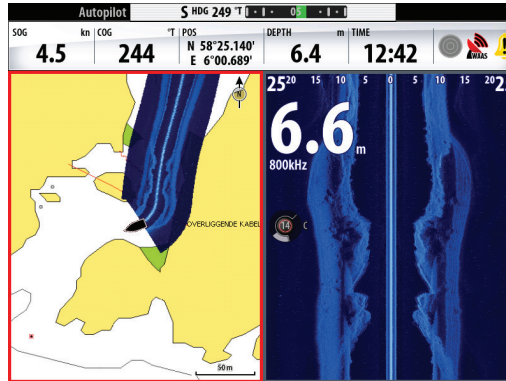 Autopilot S HDG 249 °T 05
SOG kn COG °T POS DEPTH m TIME
4.5 244 N 58°25.140' 6.4 12:42
E 6°00.689'
WAAS
N
OVERLIGGENDE KABEL
50 m
25 20 15 10 5 0 0 5 10 15 20
6.6 m
800kHz
14 C